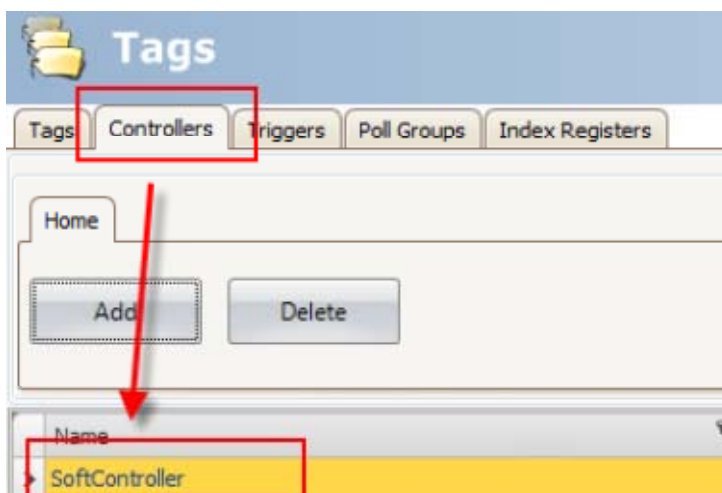 Tags
Tags Controllers Triggers Poll Groups Index Registers
Home
Add Delete
Name
SoftController